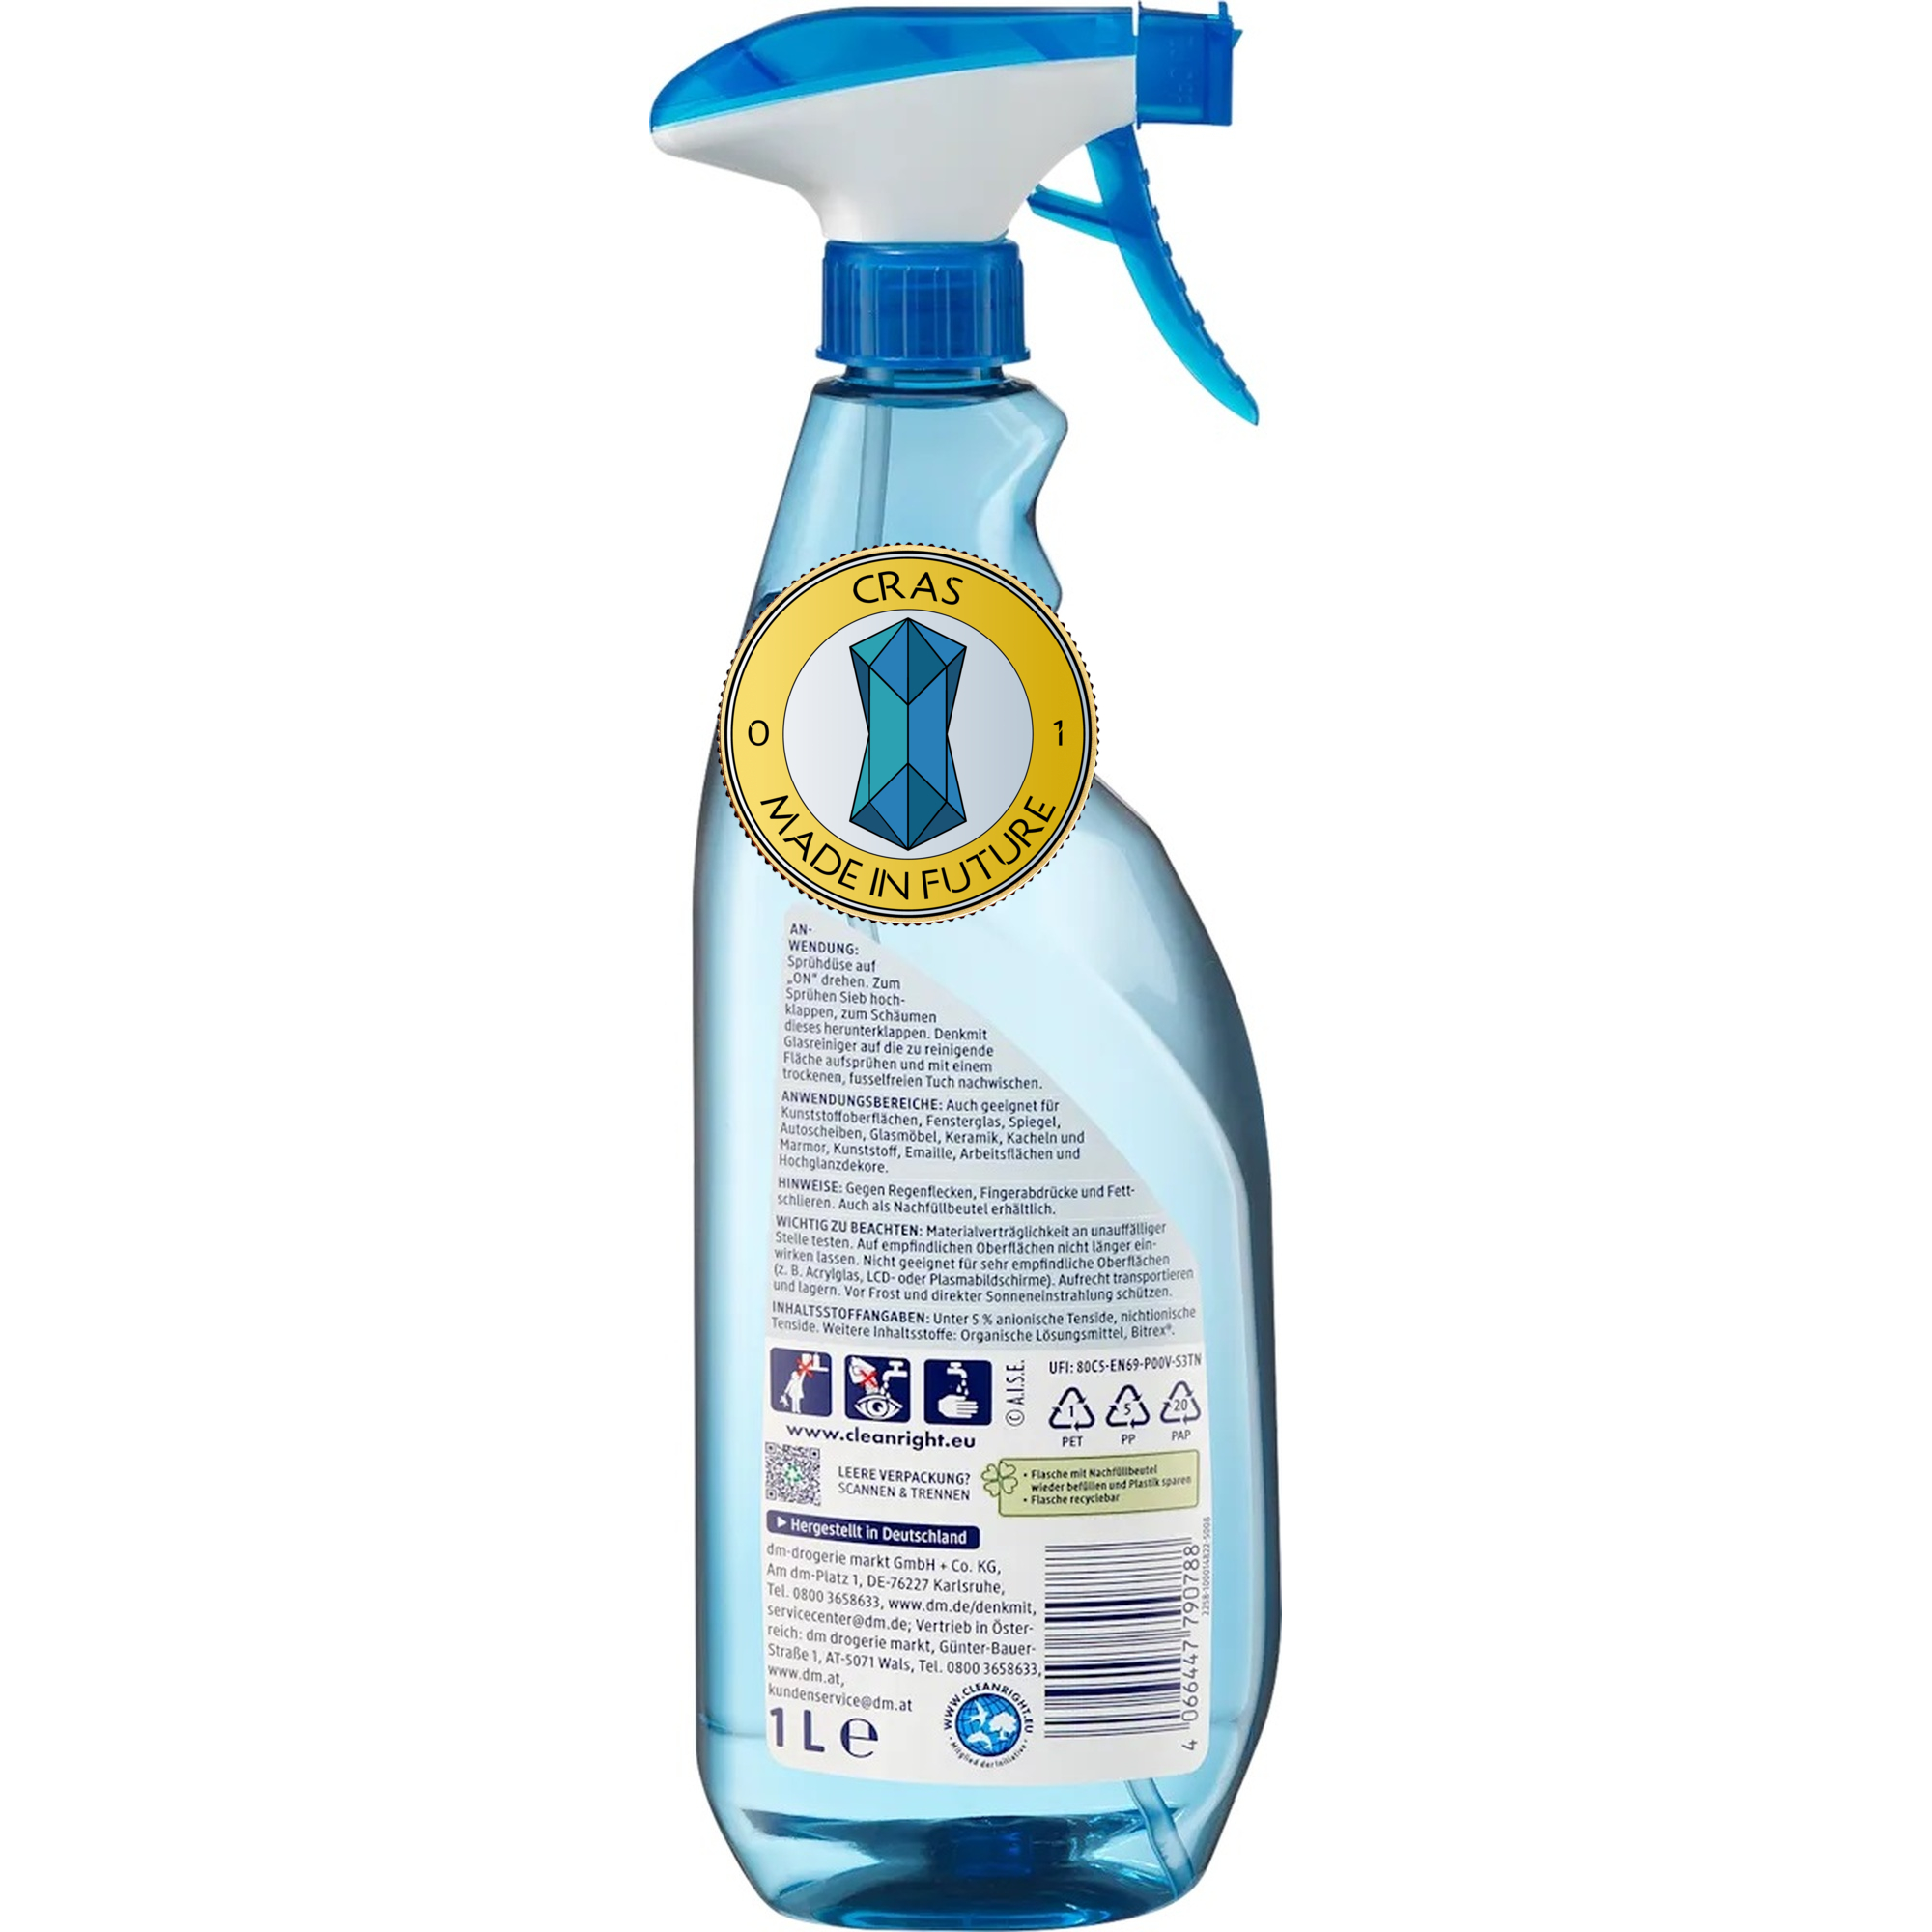 CRAS
0 1
MADE IN FUTURE
AN-
WENDUNG:
Sprühdüse auf
„ON" drehen. Zum
Sprühen Sieb hoch-
klappen, zum Schäumen
dieses herunterklappen. Denkmit
Glasreiniger auf die zu reinigende
Fläche aufsprühen und mit einem
trockenen, fusselfreien Tuch nachwischen.
ANWENDUNGSBEREICHE: Auch geeignet für
Kunststoffoberflächen, Fensterglas, Spiegel,
Autoscheiben, Glasmöbel, Keramik, Kacheln und
Marmor, Kunststoff, Emaille, Arbeitsflächen und
Hochglanzdekore.
HINWEISE: Gegen Regenflecken, Fingerabdrücke und Fett-
schlieren. Auch als Nachfüllbeutel erhältlich.
WICHTIG ZU BEACHTEN: Materialverträglichkeit an unauffälliger
Stelle testen. Auf empfindlichen Oberflächen nicht länger ein-
wirken lassen. Nicht geeignet für sehr empfindliche Oberflächen
(z. B. Acrylglas, LCD- oder Plasmabildschirme). Aufrecht transportieren
und lagern. Vor Frost und direkter Sonneneinstrahlung schützen.
INHALTSSTOFFANGABEN: Unter 5 % anionische Tenside, nichtionische
Tenside. Weitere Inhaltsstoffe: Organische Lösungsmittel, Bitrex®.
© A.I.S.E.
UFI: 80C5-EN69-P00V-S3TN
1 5 20
PET PP PAP
www.cleanright.eu
LEERE VERPACKUNG?
SCANNEN & TRENNEN
• Flasche mit Nachfüllbeutel
wieder befüllen und Plastik sparen
• Flasche recyclebar
Hergestellt in Deutschland
dm-drogerie markt GmbH + Co. KG,
Am dm-Platz 1, DE-76227 Karlsruhe,
Tel. 0800 3658633, www.dm.de/denkmit,
servicecenter@dm.de; Vertrieb in Öster-
reich: dm drogerie markt, Günter-Bauer-
Straße 1, AT-5071 Wals, Tel. 0800 3658633,
www.dm.at,
kundenservice@dm.at
1 L e
WWW.CLEANRIGHT.EU
• Mitglied der Initiative •
4 066447 790788